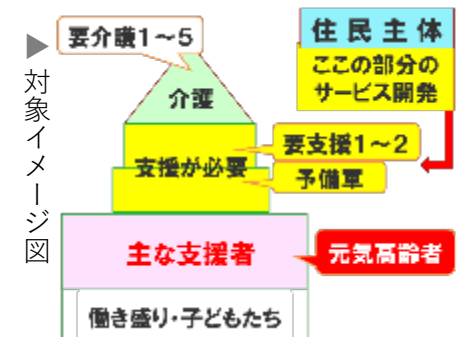 ▶対象イメージ図
要介護1~5
介護
住民主体
ここの部分の
サービス開発
要支援1~2
支援が必要
予備軍
主な支援者
元気高齢者
働き盛り・子どもたち